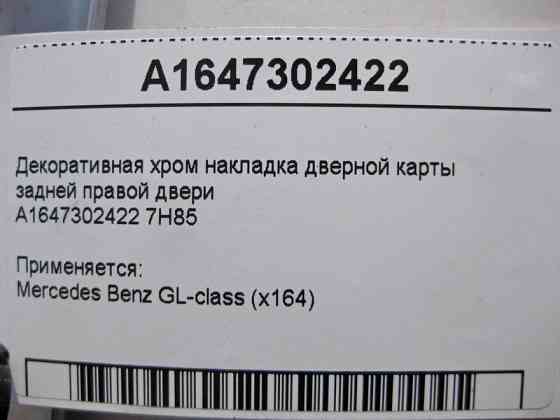 A1647302422
Декоративная хром накладка дверной карты
задней правой двери
A1647302422 7H85
Применяется:
Mercedes Benz GL-class (x164)